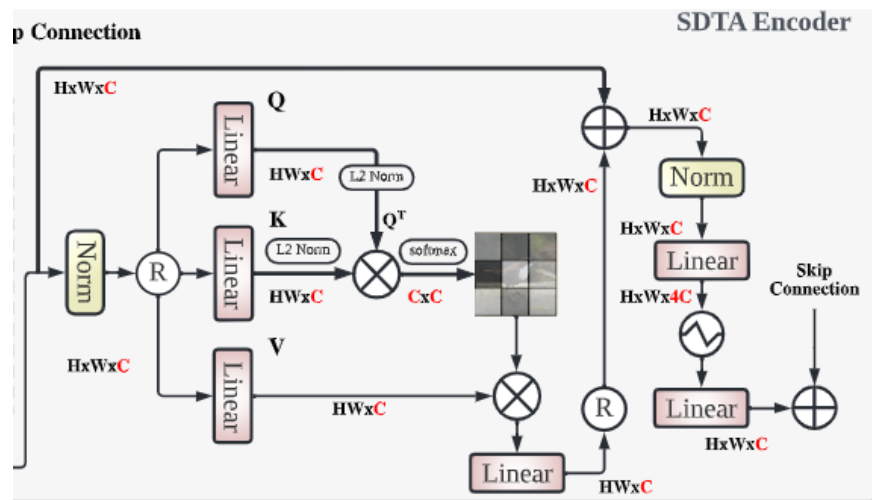 p Connection
SDTA Encoder
HxWxC
Q
Linear
HWxC
L2 Norm
Q^T
HxWxC
HxWxC
Norm
K
Norm
R
Linear
L2 Norm
HWxC
softmax
CxC
HxWxC
Linear
HxWx4C
Skip
Connection
HxWxC
V
Linear
HWxC
R
Linear
HxWxC
Linear
HWxC